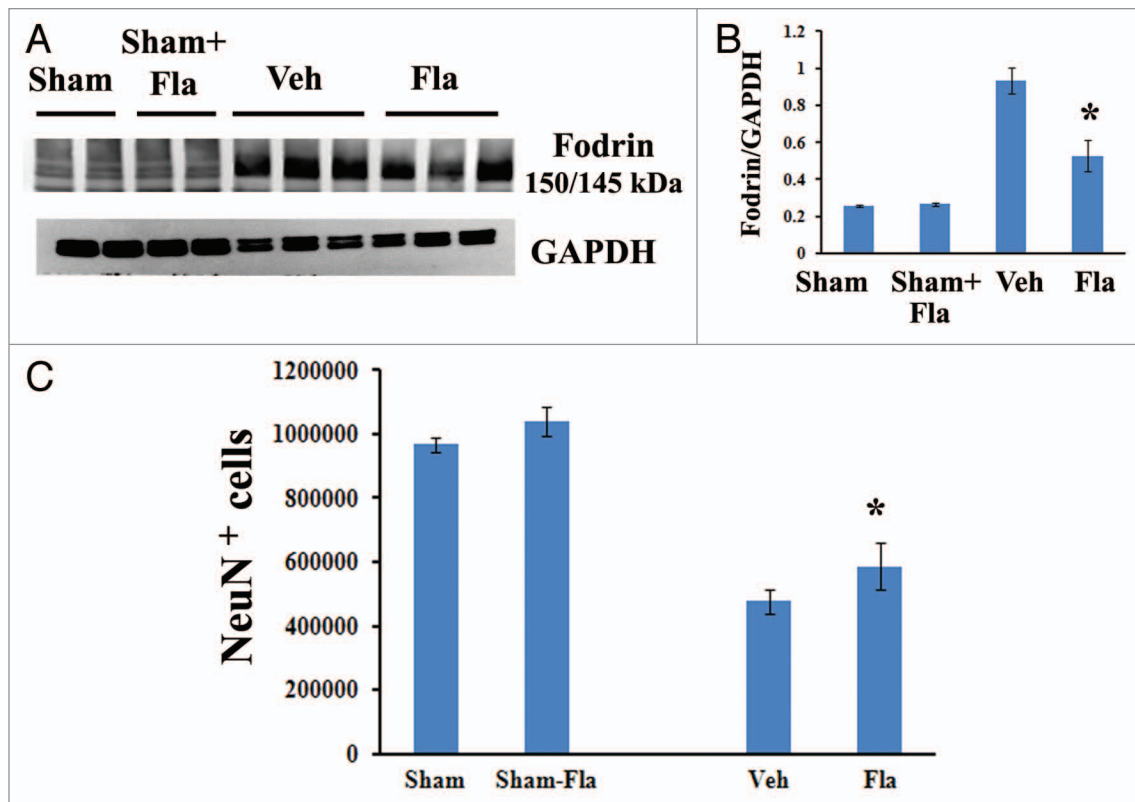 A
Sham
Sham+
Fla
Veh
Fla
Fodrin
150/145 kDa
GAPDH
B
Fodrin/GAPDH
1.2
1
0.8
0.6
0.4
0.2
0
*
Sham
Sham+
Fla
Veh
Fla
C
NeuN+ cells
1200000
1000000
800000
600000
400000
200000
0
*
Sham
Sham-Fla
Veh
Fla